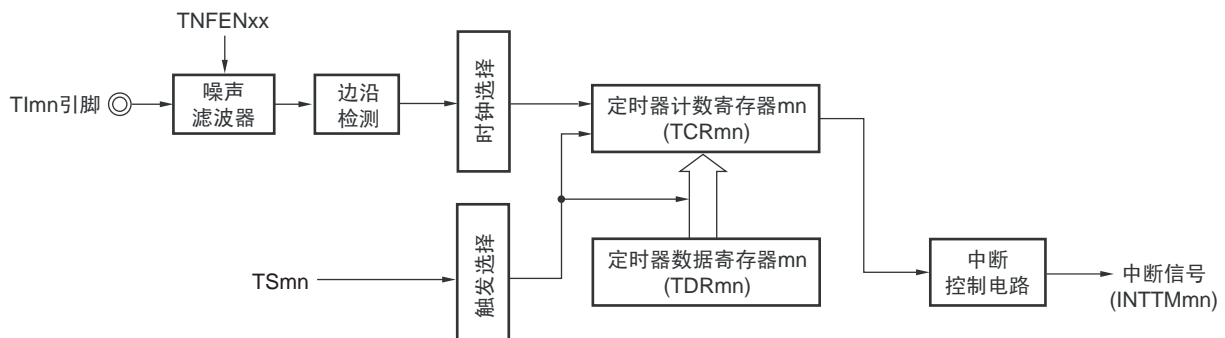 TNFENxx
TImn引脚
噪声
滤波器
边沿
检测
时钟选择
定时器计数寄存器mn
(TCRmn)
TSmn
触发选择
定时器数据寄存器mn
(TDRmn)
中断
控制电路
中断信号
(INTTMmn)